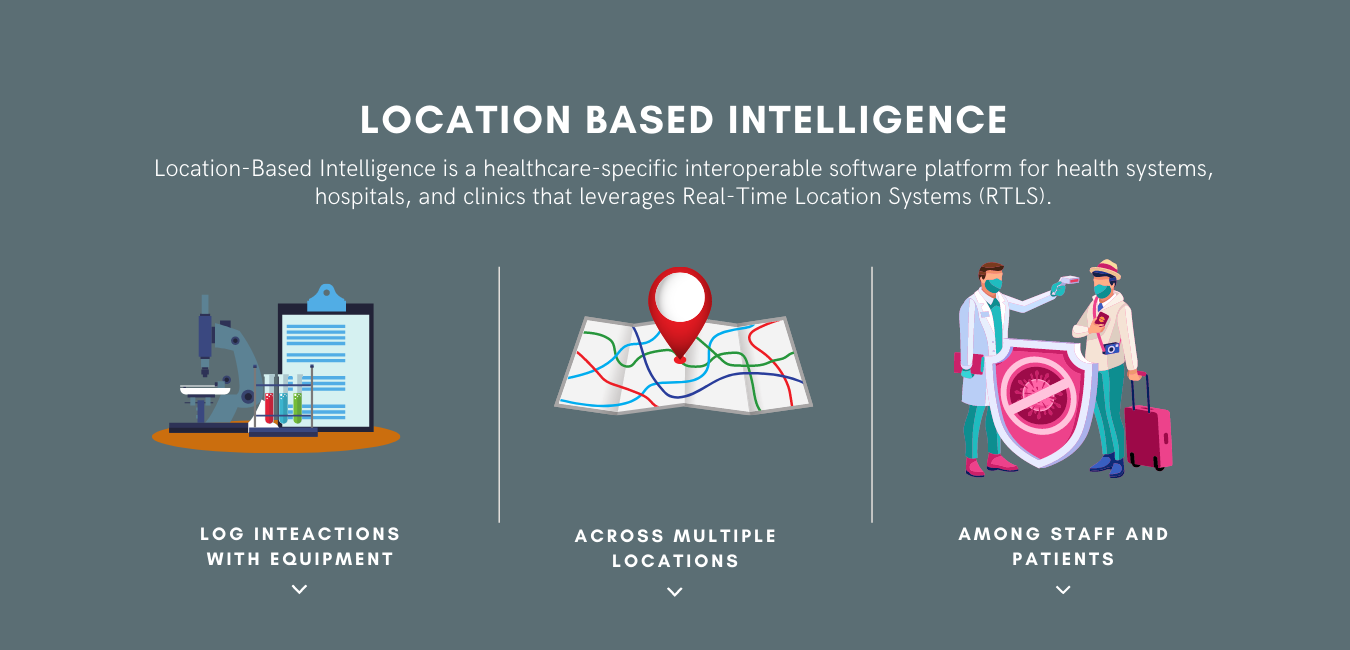 LOCATION BASED INTELLIGENCE
Location-Based Intelligence is a healthcare-specific interoperable software platform for health systems,
hospitals, and clinics that leverages Real-Time Location Systems (RTLS).
LOG INTEACTIONS
WITH EQUIPMENT
ACROSS MULTIPLE
LOCATIONS
AMONG STAFF AND
PATIENTS